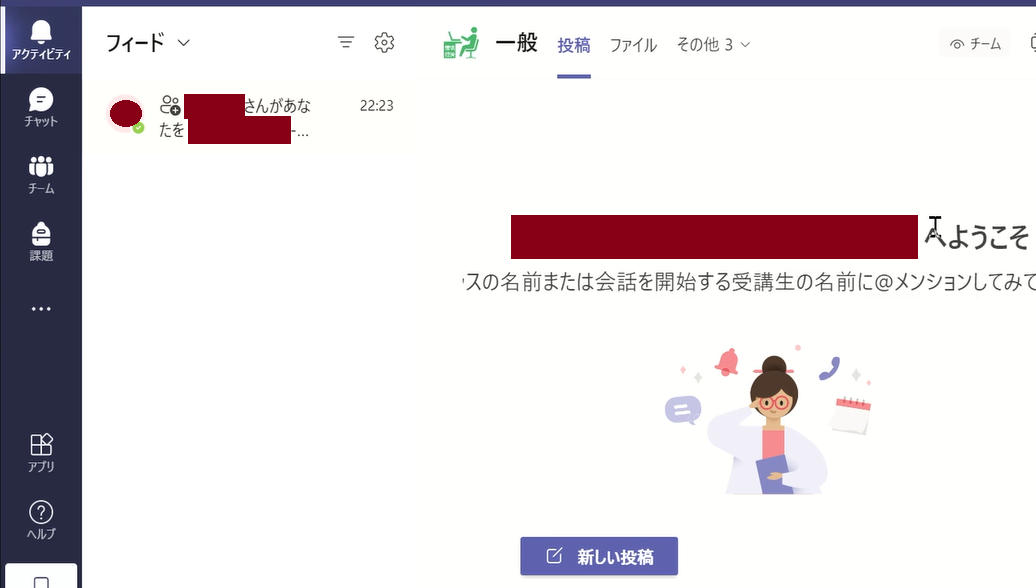 アクティビティ
チャット
チーム
課題
アプリ
ヘルプ
フィード
さんがあな
22:23
たを
-...
一般
投稿
ファイル
その他 3
チーム
へようこそ
スの名前または会話を開始する受講生の名前に@メンションしてみて
新しい投稿